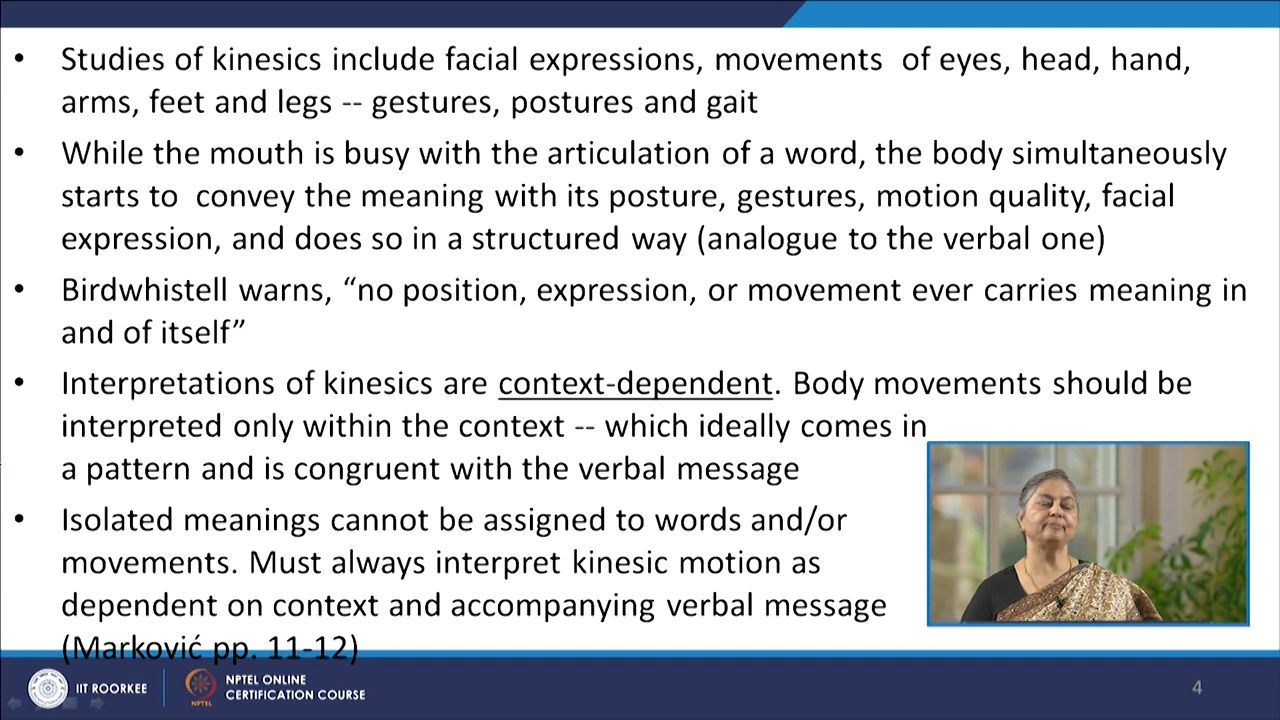 • Studies of kinesics include facial expressions, movements  of eyes, head, hand,
arms, feet and legs -- gestures, postures and gait
• While the mouth is busy with the articulation of a word, the body simultaneously
starts to  convey the meaning with its posture, gestures, motion quality, facial
expression, and does so in a structured way (analogue to the verbal one)
• Birdwhistell warns, “no position, expression, or movement ever carries meaning in
and of itself”
• Interpretations of kinesics are context-dependent. Body movements should be
interpreted only within the context -- which ideally comes in
a pattern and is congruent with the verbal message
• Isolated meanings cannot be assigned to words and/or
movements. Must always interpret kinesic motion as
dependent on context and accompanying verbal message
(Marković pp. 11-12)
IIT ROORKEE
NPTEL
NPTEL ONLINE
CERTIFICATION COURSE
4